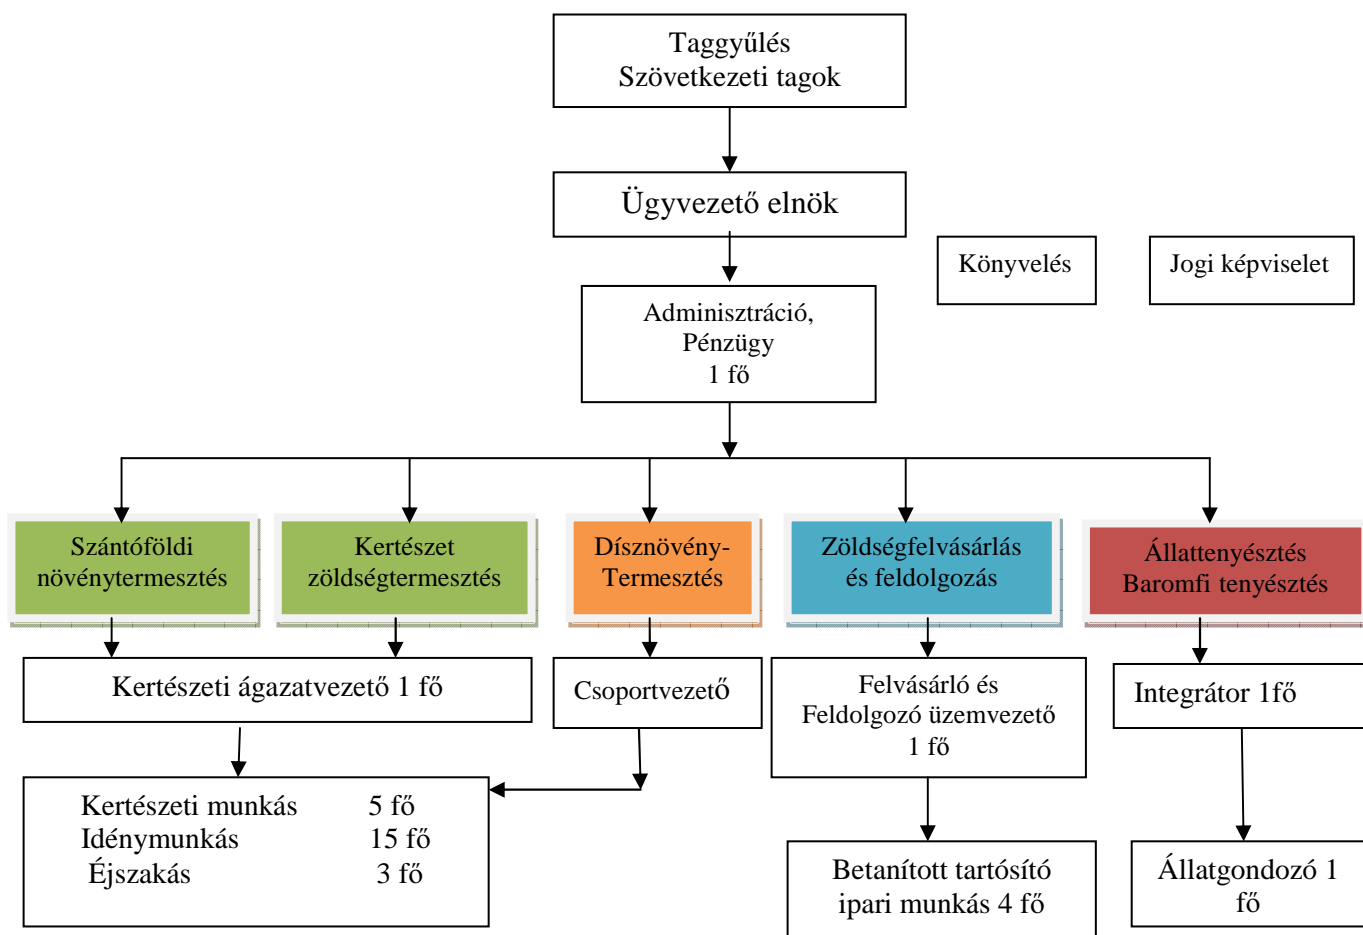 Taggyűlés
Szövetkezeti tagok
Ügyvezető elnök
Könyvelés
Jogi képviselet
Adminisztráció,
Pénzügy
1 fő
Szántóföldi
növénytermesztés
Kertészet
zöldségtermesztés
Dísznövény-
Termesztés
Zöldségfelvásárlás
és feldolgozás
Állattenyésztés
Baromfi tenyésztés
Kertészeti ágazatvezető 1 fő
Csoportvezető
Felvásárló és
Feldolgozó üzemvezető
1 fő
Integrátor 1fő
Kertészeti munkás 5 fő
Idénymunkás 15 fő
Éjszakás 3 fő
Betanított tartósító
ipari munkás 4 fő
Állatgondozó 1
fő